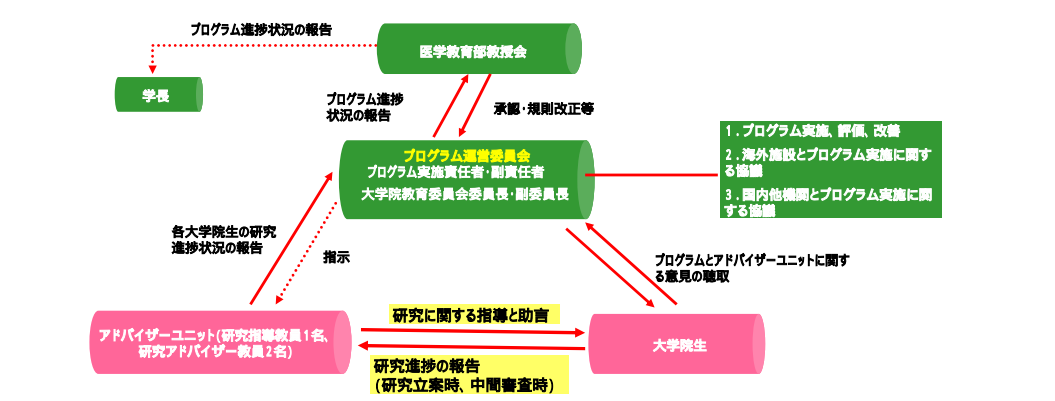 プログラム進捗状況の報告
医学教育部教授会
学長
プログラム進捗
状況の報告
承認・規則改正等
プログラム運営委員会
プログラム実施責任者・副責任者
大学院教育委員会委員長・副委員長
1．プログラム実施、評価、改善
2．海外施設とプログラム実施に関す
る協議
3．国内他機関とプログラム実施に関
する協議
各大学院生の研究
進捗状況の報告
指示
プログラムとアドバイザーユニットに関す
る意見の聴取
研究に関する指導と助言
アドバイザーユニット(研究指導教員1名、
研究アドバイザー教員2名)
大学院生
研究進捗の報告
(研究立案時、中間審査時)